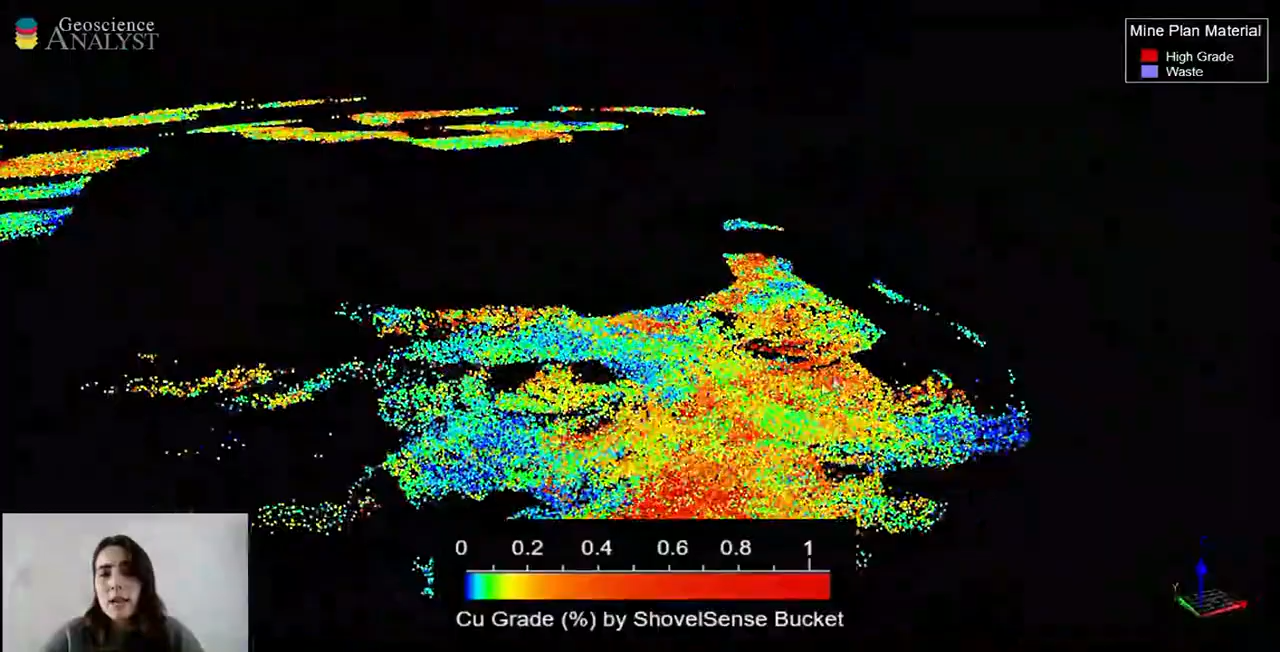 Geoscience
ANALYST
Mine Plan Material
High Grade
Waste
0 0.2 0.4 0.6 0.8 1
Cu Grade (%) by ShovelSense Bucket